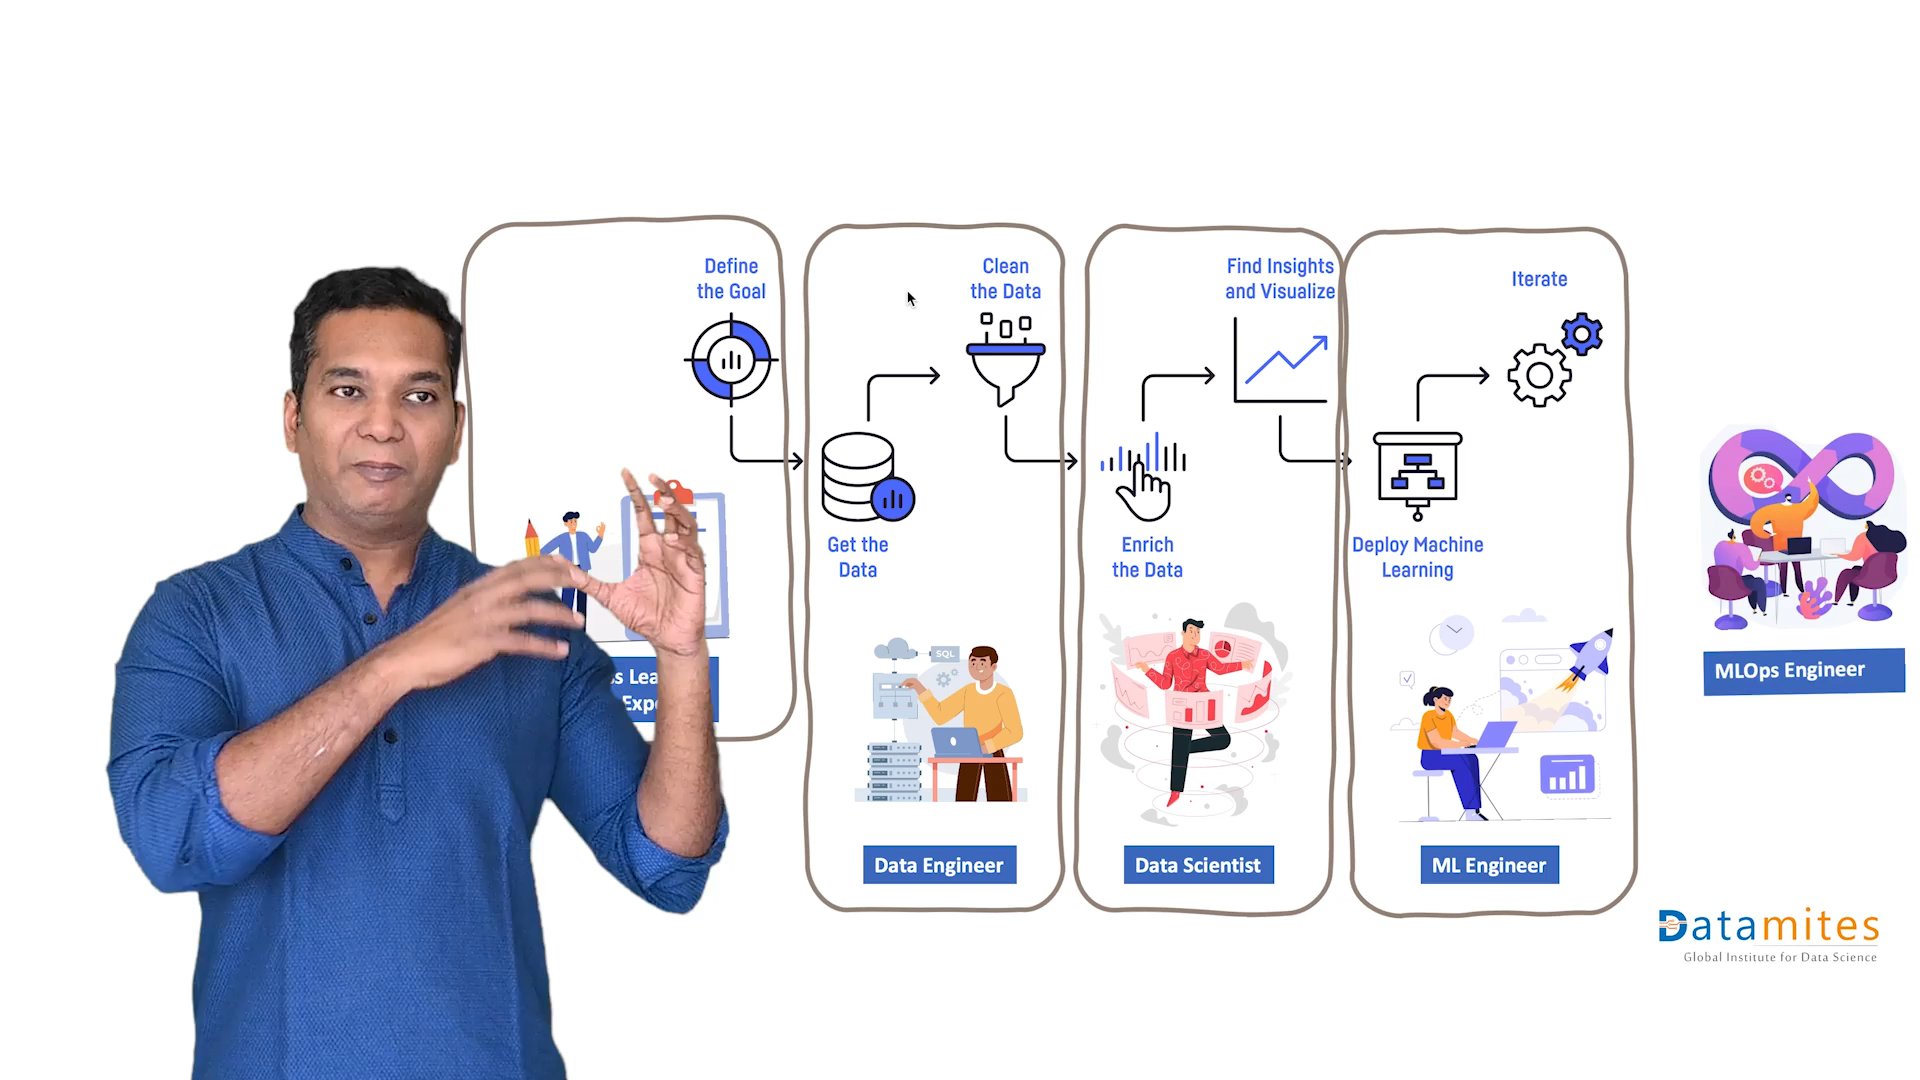 Define
the Goal
Clean
the Data
Find Insights
and Visualize
Iterate
Get the
Data
Enrich
the Data
Deploy Machine
Learning
SQL
MLOps Engineer
Data Engineer
Data Scientist
ML Engineer
Datamites
Global Institute for Data Science